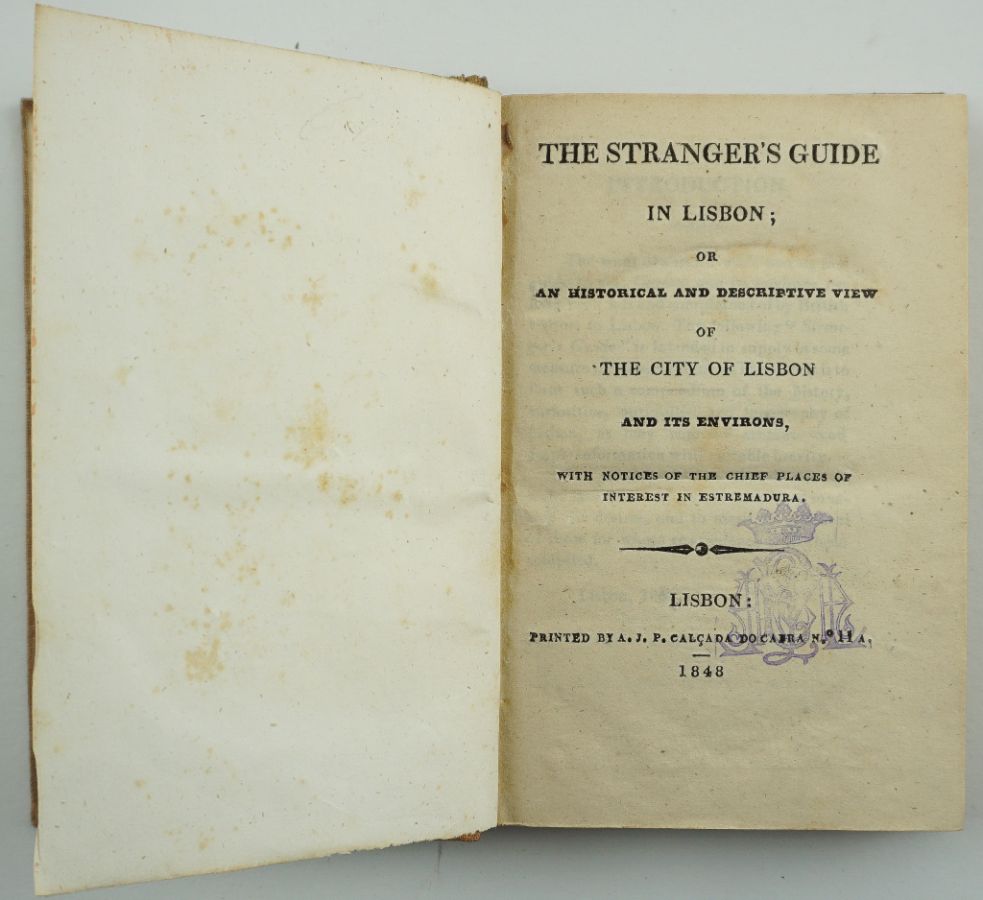 THE STRANGER'S GUIDE
IN LISBON;
OR
AN HISTORICAL AND DESCRIPTIVE VIEW
OF
THE CITY OF LISBON
AND ITS ENVIRONS,
WITH NOTICES OF THE CHIEF PLACES OF
INTEREST IN ESTREMADURA.
LISBON:
PRINTED BY A. J. P. CALÇADA DO CABRA N.º 11 A.
1848